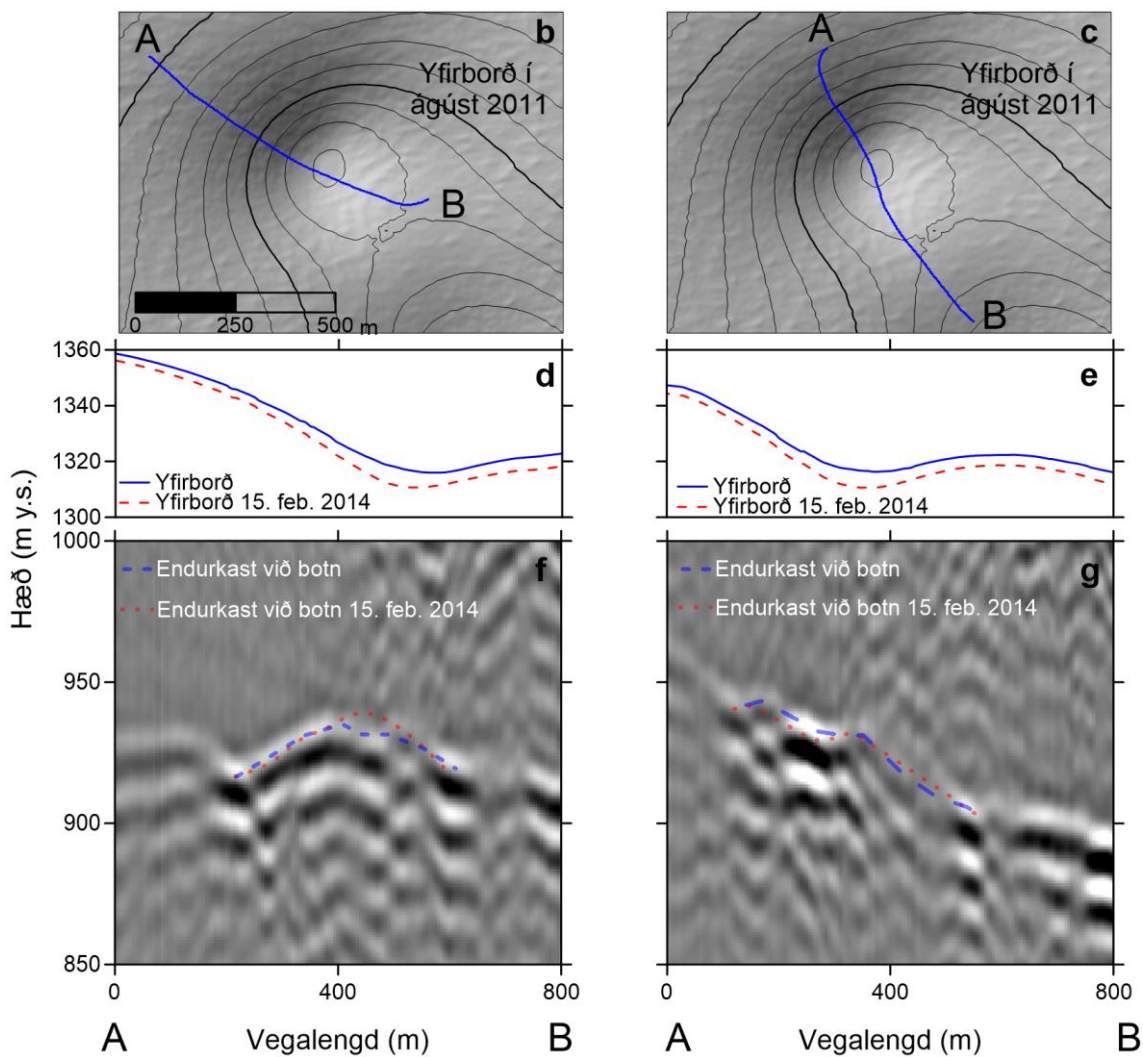 A
b
Yfirborð í
ágúst 2011
B
0 250 500 m
A
c
Yfirborð í
ágúst 2011
B
Hæð (m y.s.)
1360
1340
1320
1300
d
Yfirborð
Yfirborð 15. feb. 2014
e
Yfirborð
Yfirborð 15. feb. 2014
1000
950
900
850
f
Endurkast við botn
Endurkast við botn 15. feb. 2014
g
Endurkast við botn
Endurkast við botn 15. feb. 2014
0 400 800
A Vegalengd (m) B
0 400 800
A Vegalengd (m) B